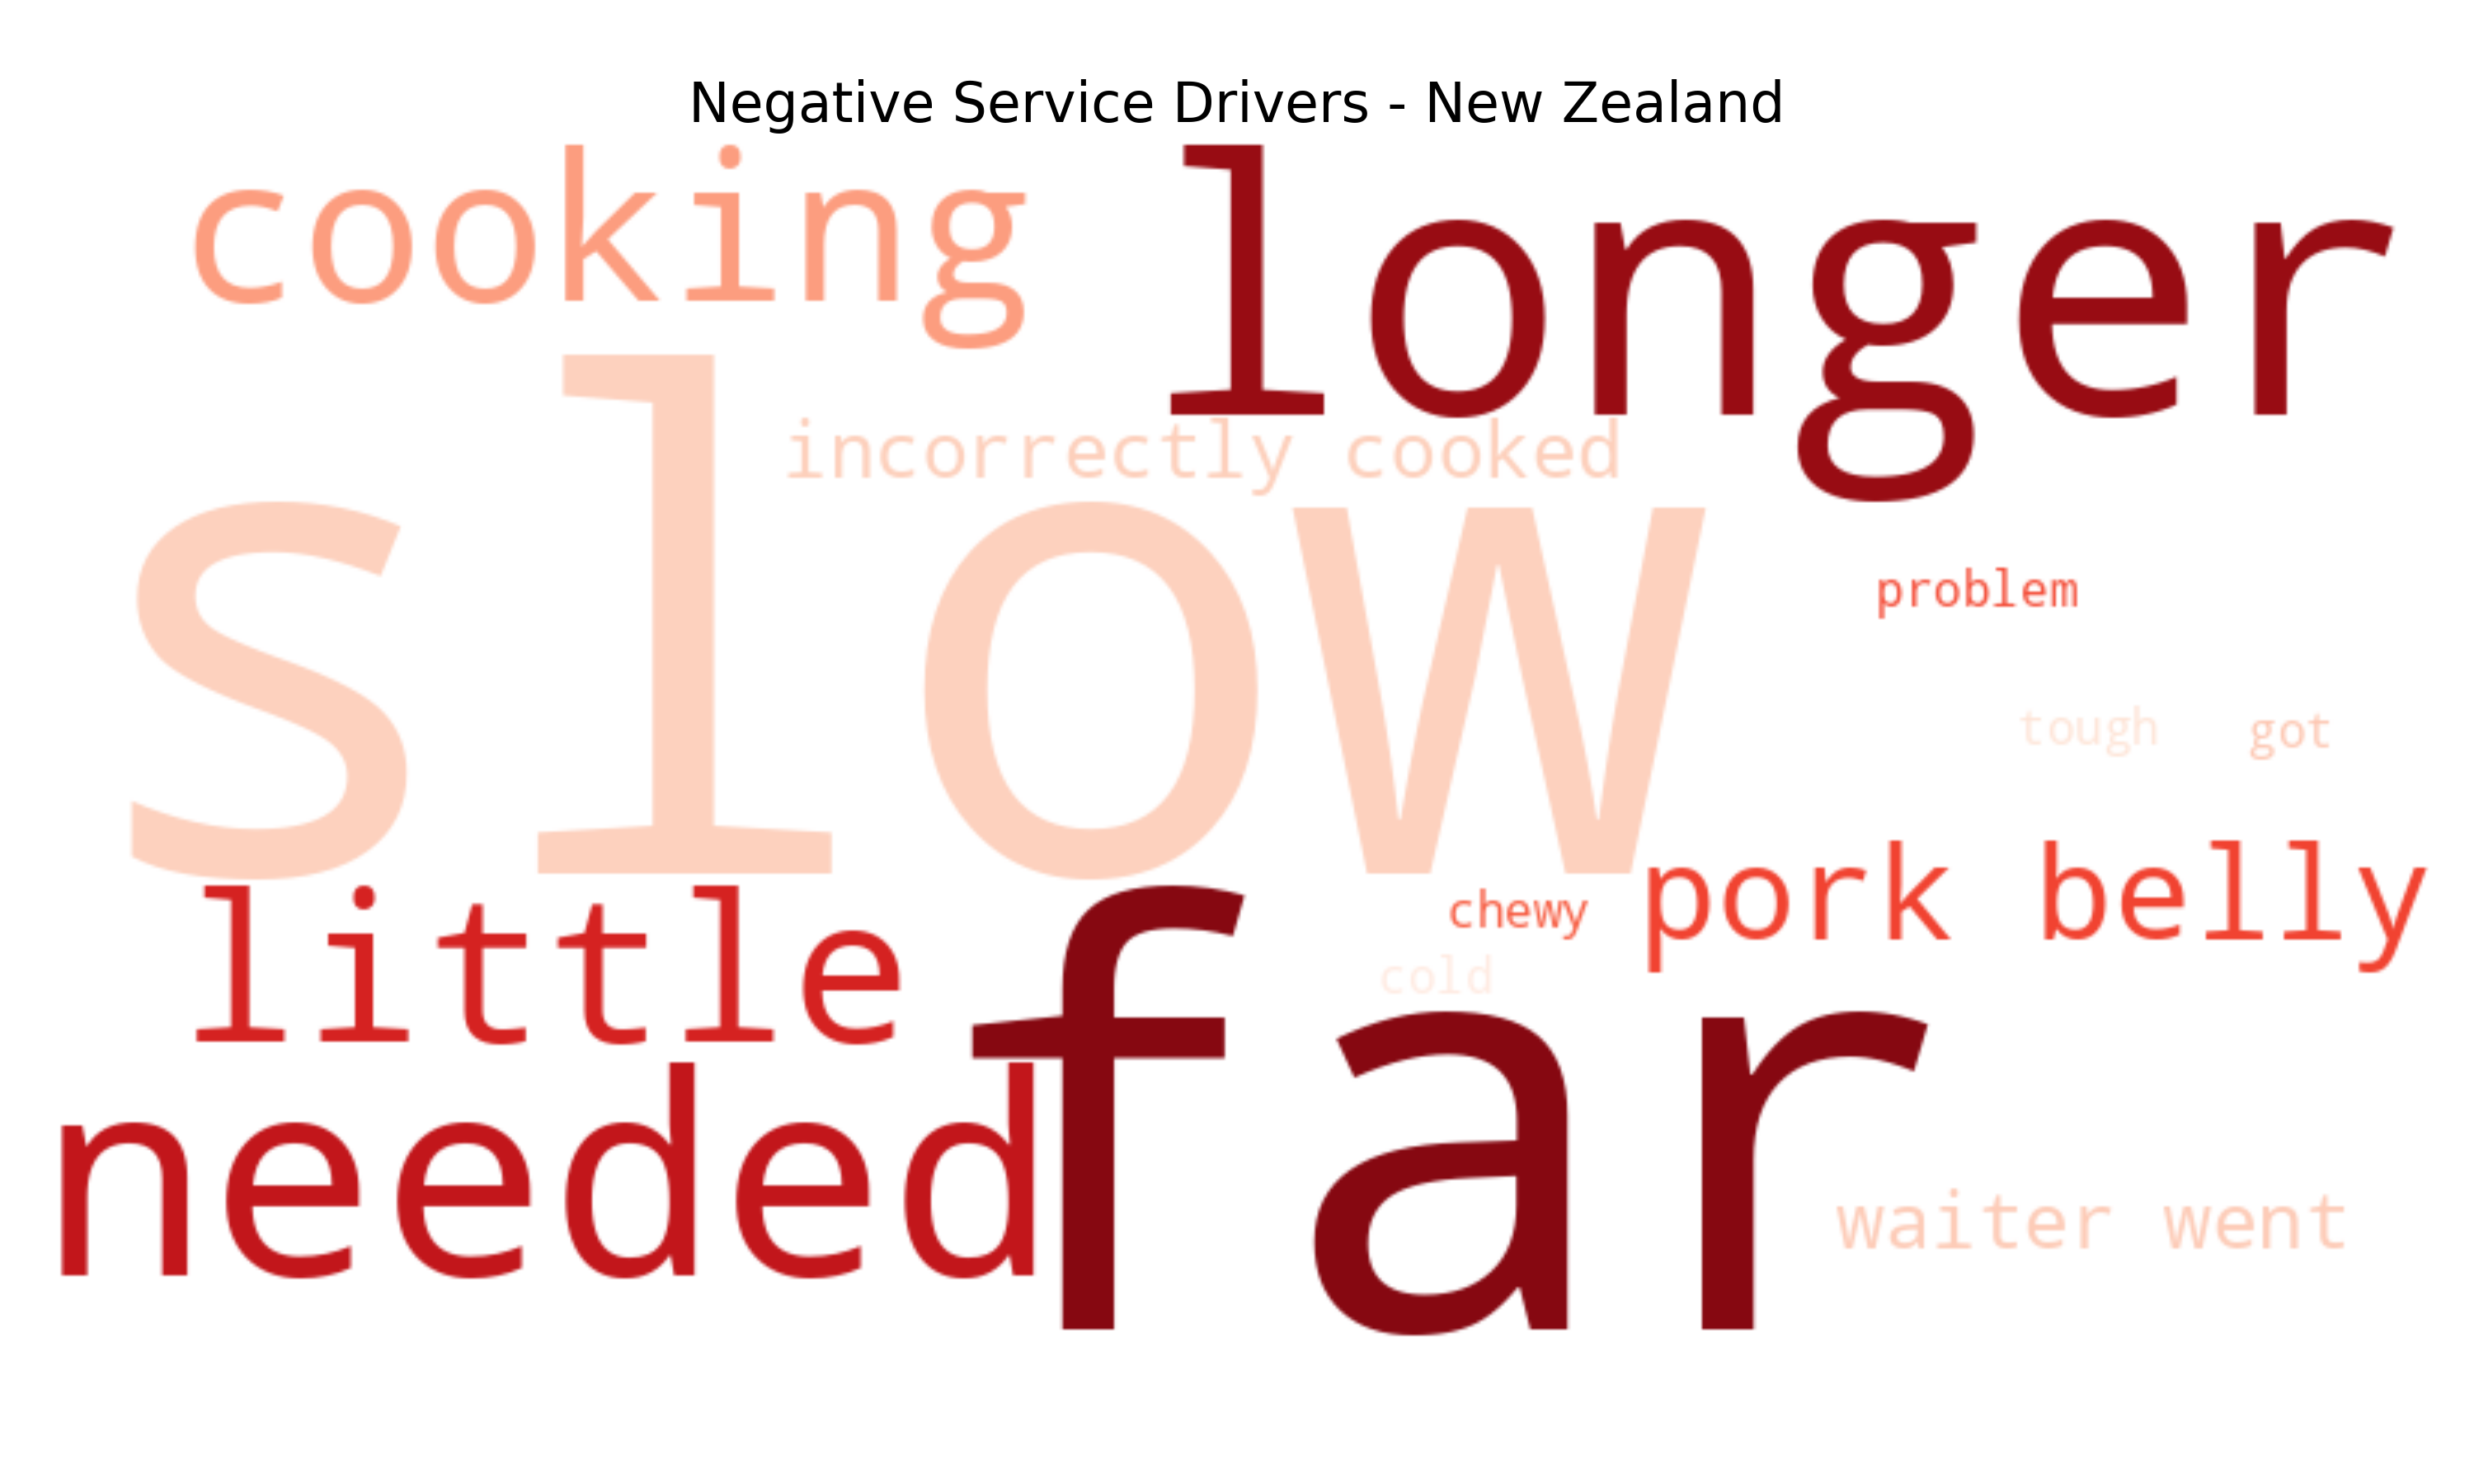 Negative Service Drivers - New Zealand
cooking
longer
incorrectly cooked
slow
problem
tough
got
little
chewy
pork belly
cold
far
needed
waiter went